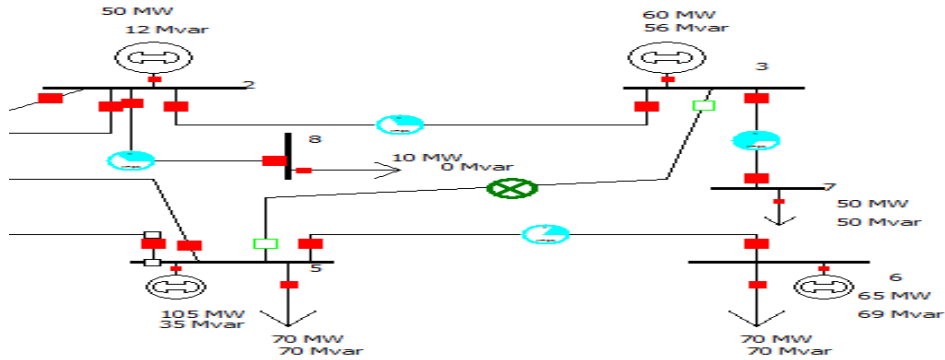 50 MW
12 Mvar
60 MW
56 Mvar
3
2
8
10 MW
0 Mvar
7
50 MW
50 Mvar
5
6
105 MW
35 Mvar
65 MW
69 Mvar
70 MW
70 Mvar
70 MW
70 Mvar